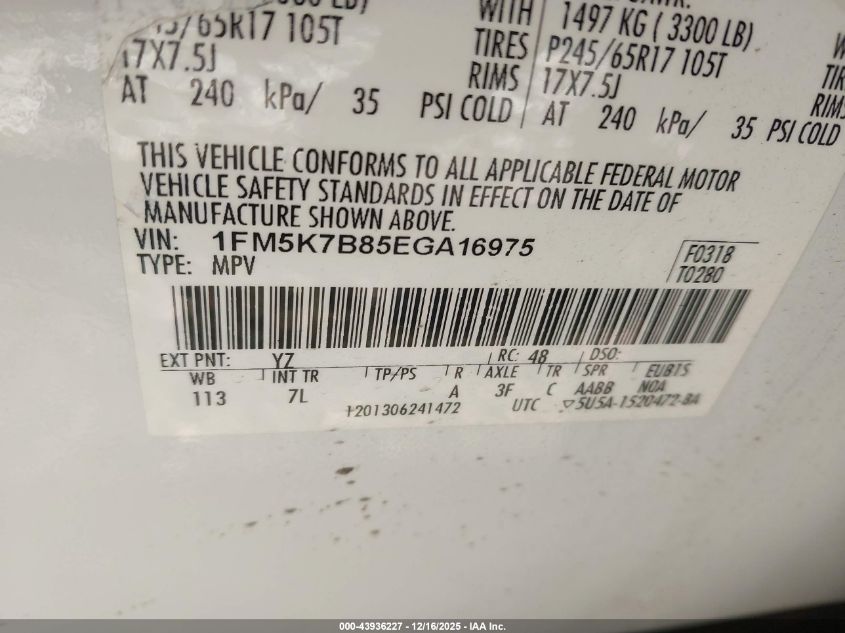 WITH 1497 KG ( 3300 LB)
/65R17 105T TIRES P245/65R17 105T
17X7.5J RIMS 17X7.5J
AT 240 kPa/ 35 PSI COLD AT 240 kPa/ 35 PSI COLD
THIS VEHICLE CONFORMS TO ALL APPLICABLE FEDERAL MOTOR
VEHICLE SAFETY STANDARDS IN EFFECT ON THE DATE OF
MANUFACTURE SHOWN ABOVE.
VIN: 1FM5K7B85EGA16975
TYPE: MPV
F0318
T0280
EXT PNT: YZ RC: 48 DSO:
WB INT TR TP/PS R AXLE TR SPR EUB15
113 7L A 3F C AABB N0A
1201306241472 UTC ▽5U5A-1520472-BA
000-43936227 - 12/16/2025 - IAA Inc.